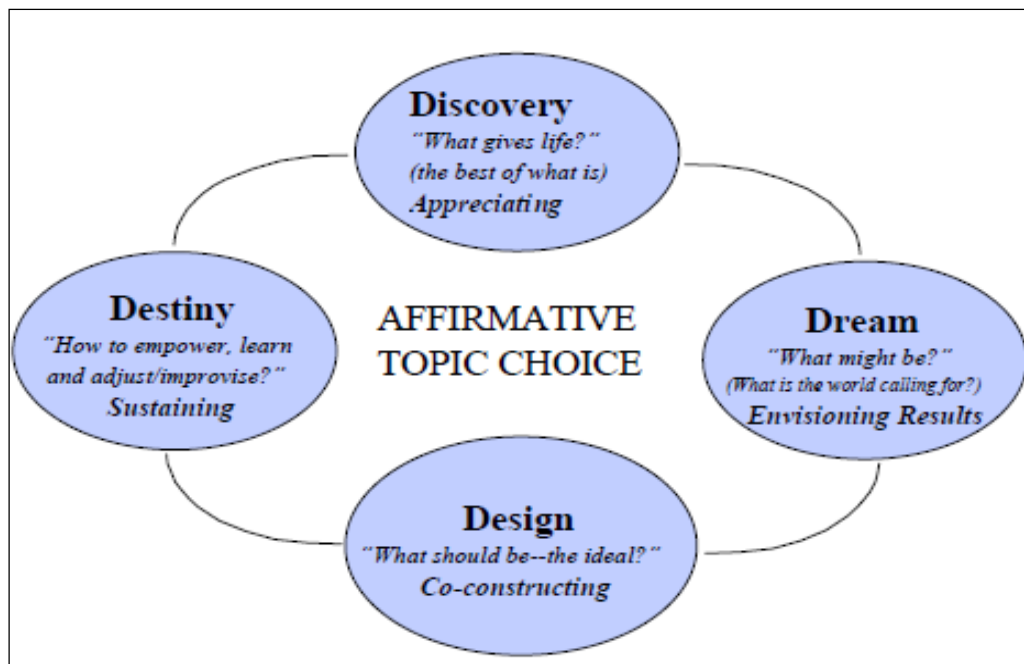 Discovery
"What gives life?"
(the best of what is)
Appreciating
Destiny
"How to empower, learn
and adjust/improvise?"
Sustaining
AFFIRMATIVE
TOPIC CHOICE
Dream
"What might be?"
(What is the world calling for?)
Envisioning Results
Design
"What should be--the ideal?"
Co-constructing